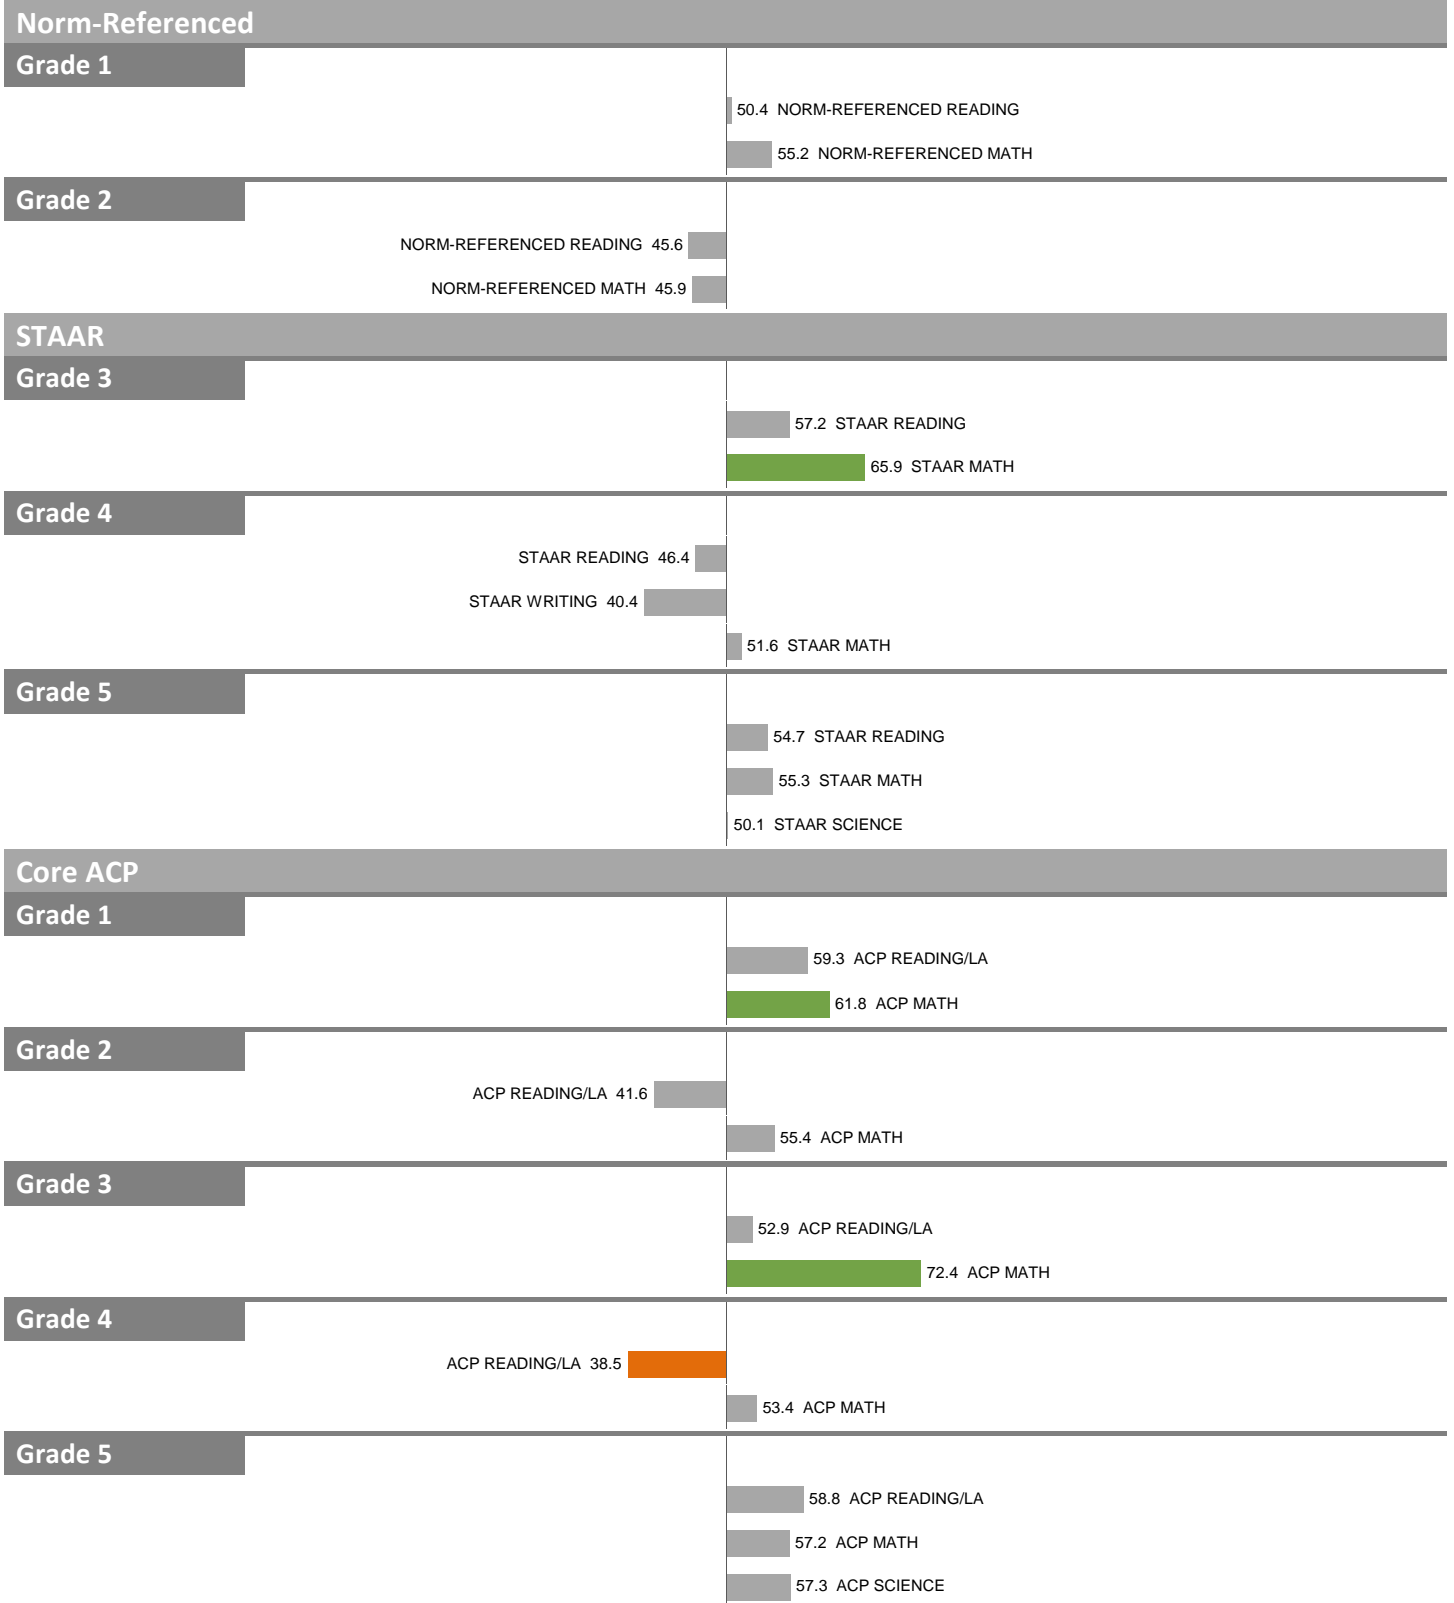 Norm-Referenced
Grade 1
50.4 NORM-REFERENCED READING
55.2 NORM-REFERENCED MATH
Grade 2
NORM-REFERENCED READING 45.6
NORM-REFERENCED MATH 45.9
STAAR
Grade 3
57.2 STAAR READING
65.9 STAAR MATH
Grade 4
STAAR READING 46.4
STAAR WRITING 40.4
51.6 STAAR MATH
Grade 5
54.7 STAAR READING
55.3 STAAR MATH
50.1 STAAR SCIENCE
Core ACP
Grade 1
59.3 ACP READING/LA
61.8 ACP MATH
Grade 2
ACP READING/LA 41.6
55.4 ACP MATH
Grade 3
52.9 ACP READING/LA
72.4 ACP MATH
Grade 4
ACP READING/LA 38.5
53.4 ACP MATH
Grade 5
58.8 ACP READING/LA
57.2 ACP MATH
57.3 ACP SCIENCE